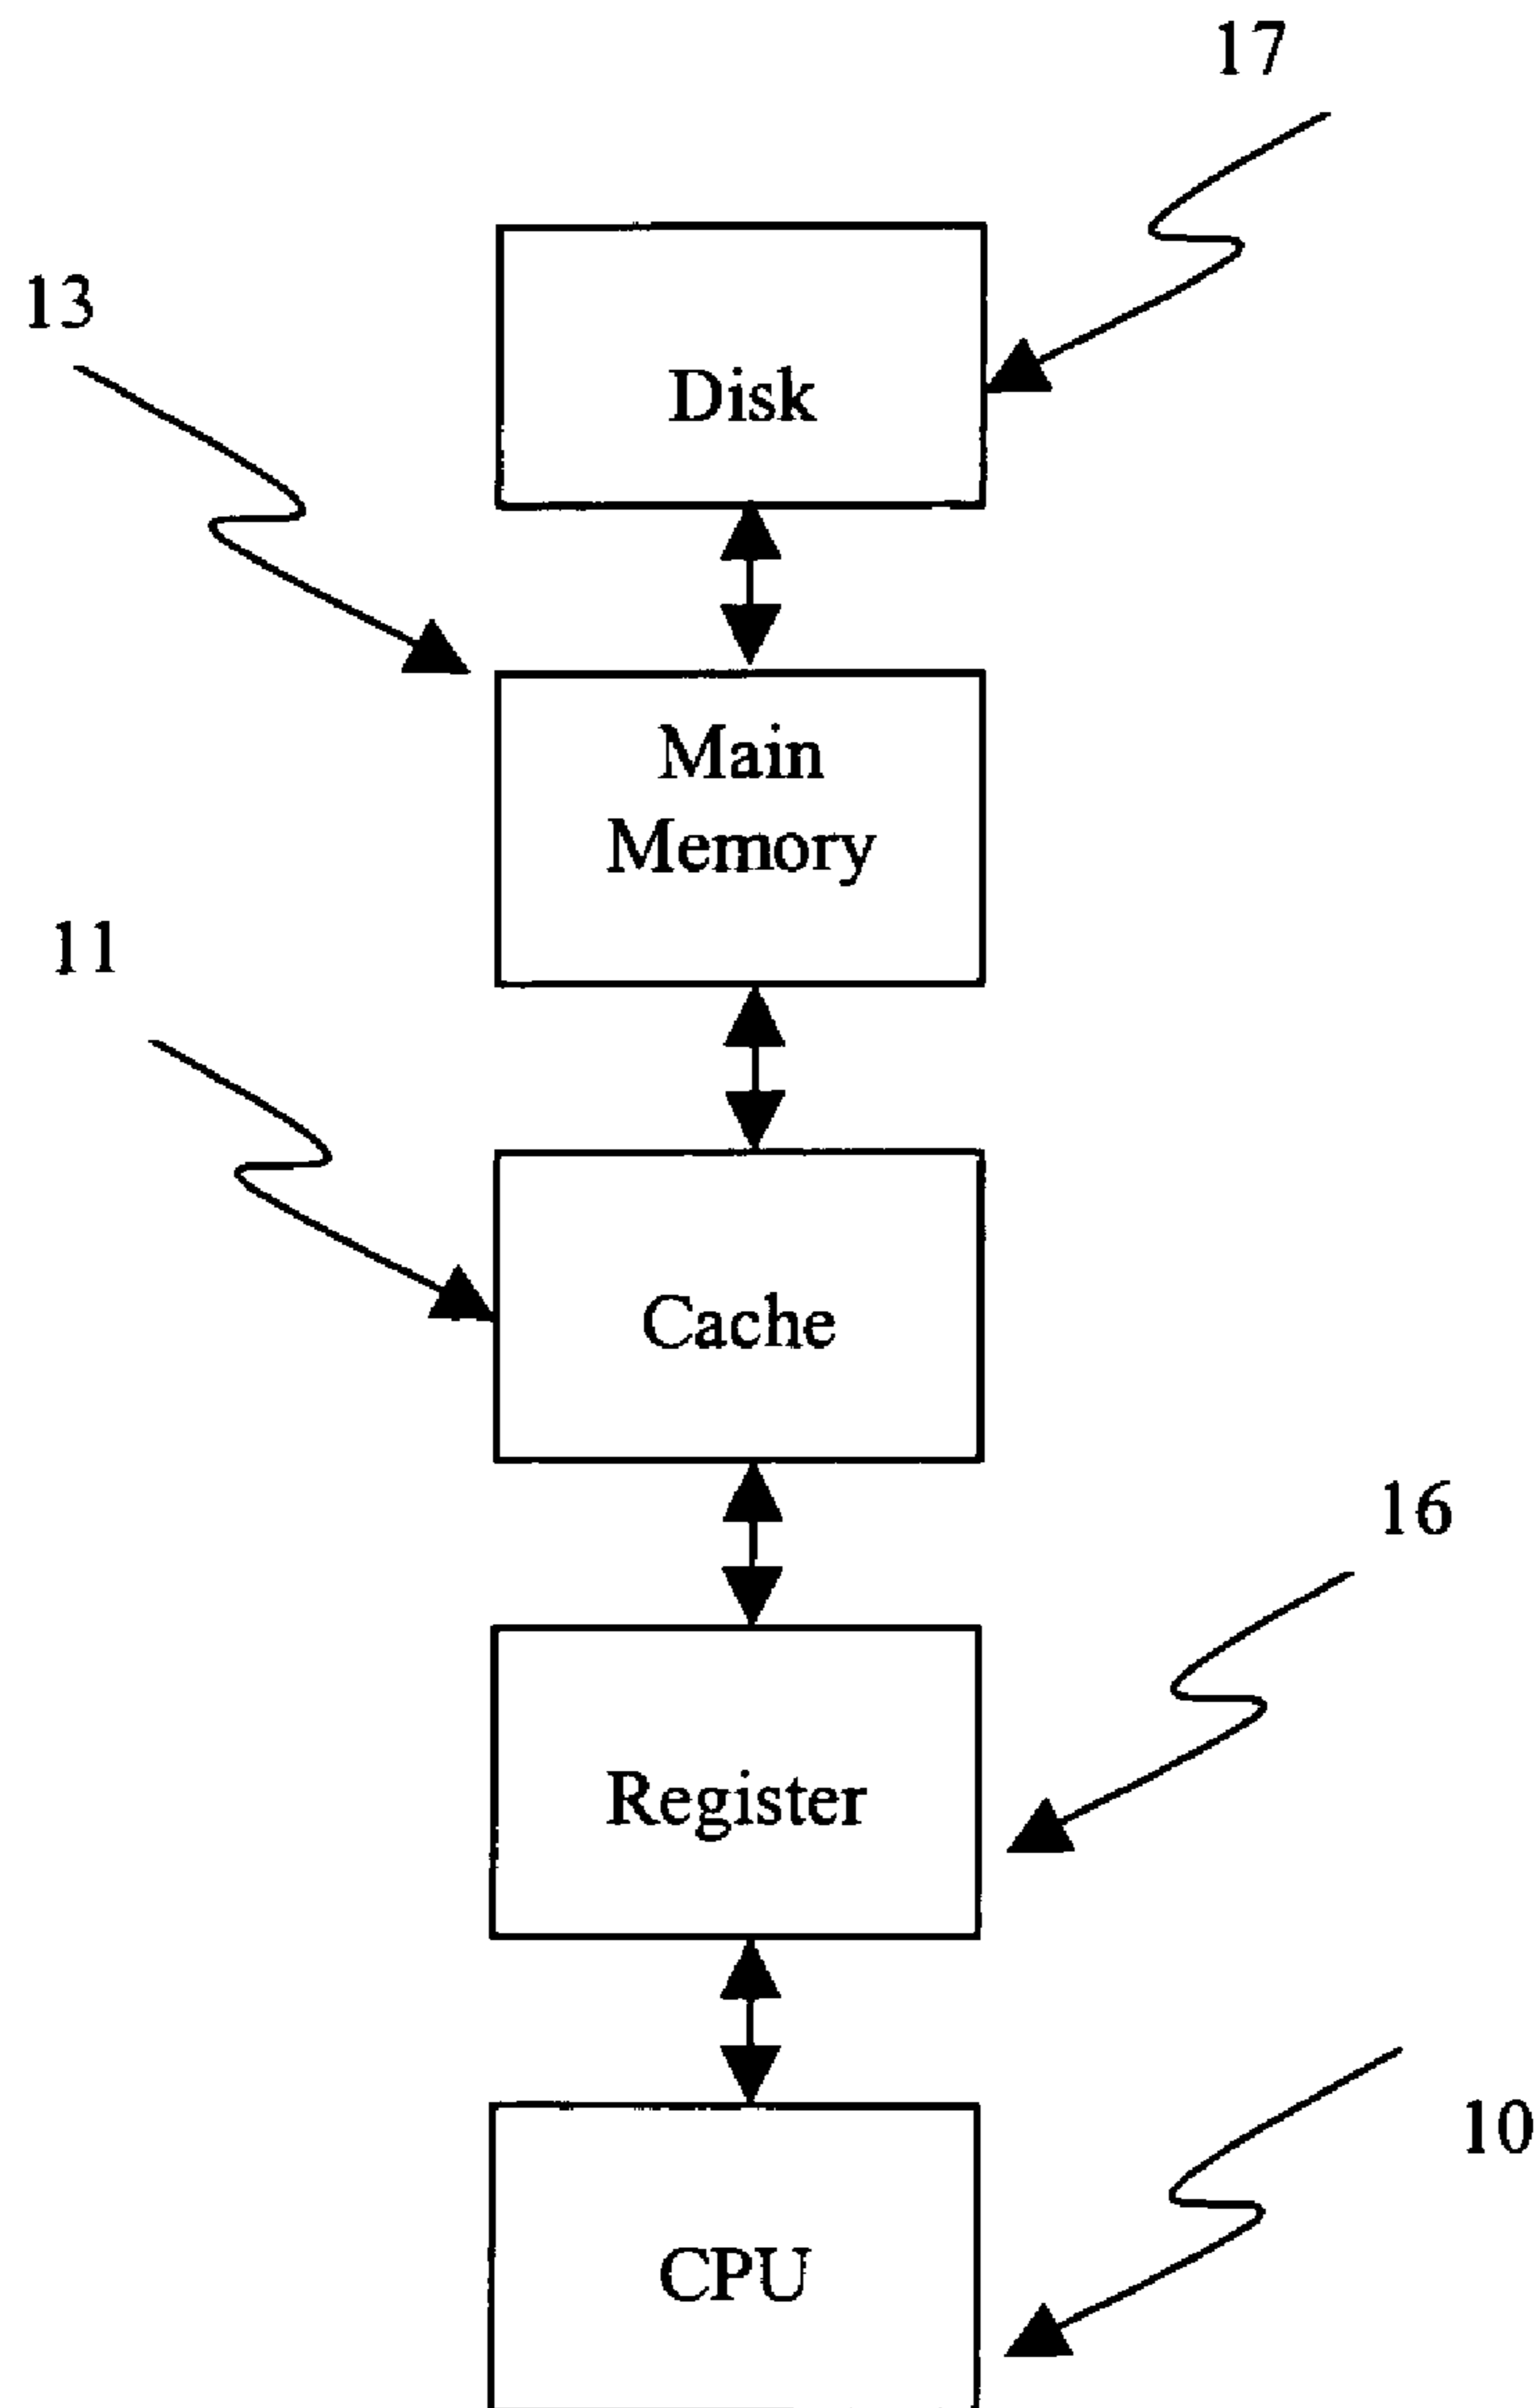 17
13
Disk
Main
Memory
11
Cache
16
Register
10
CPU